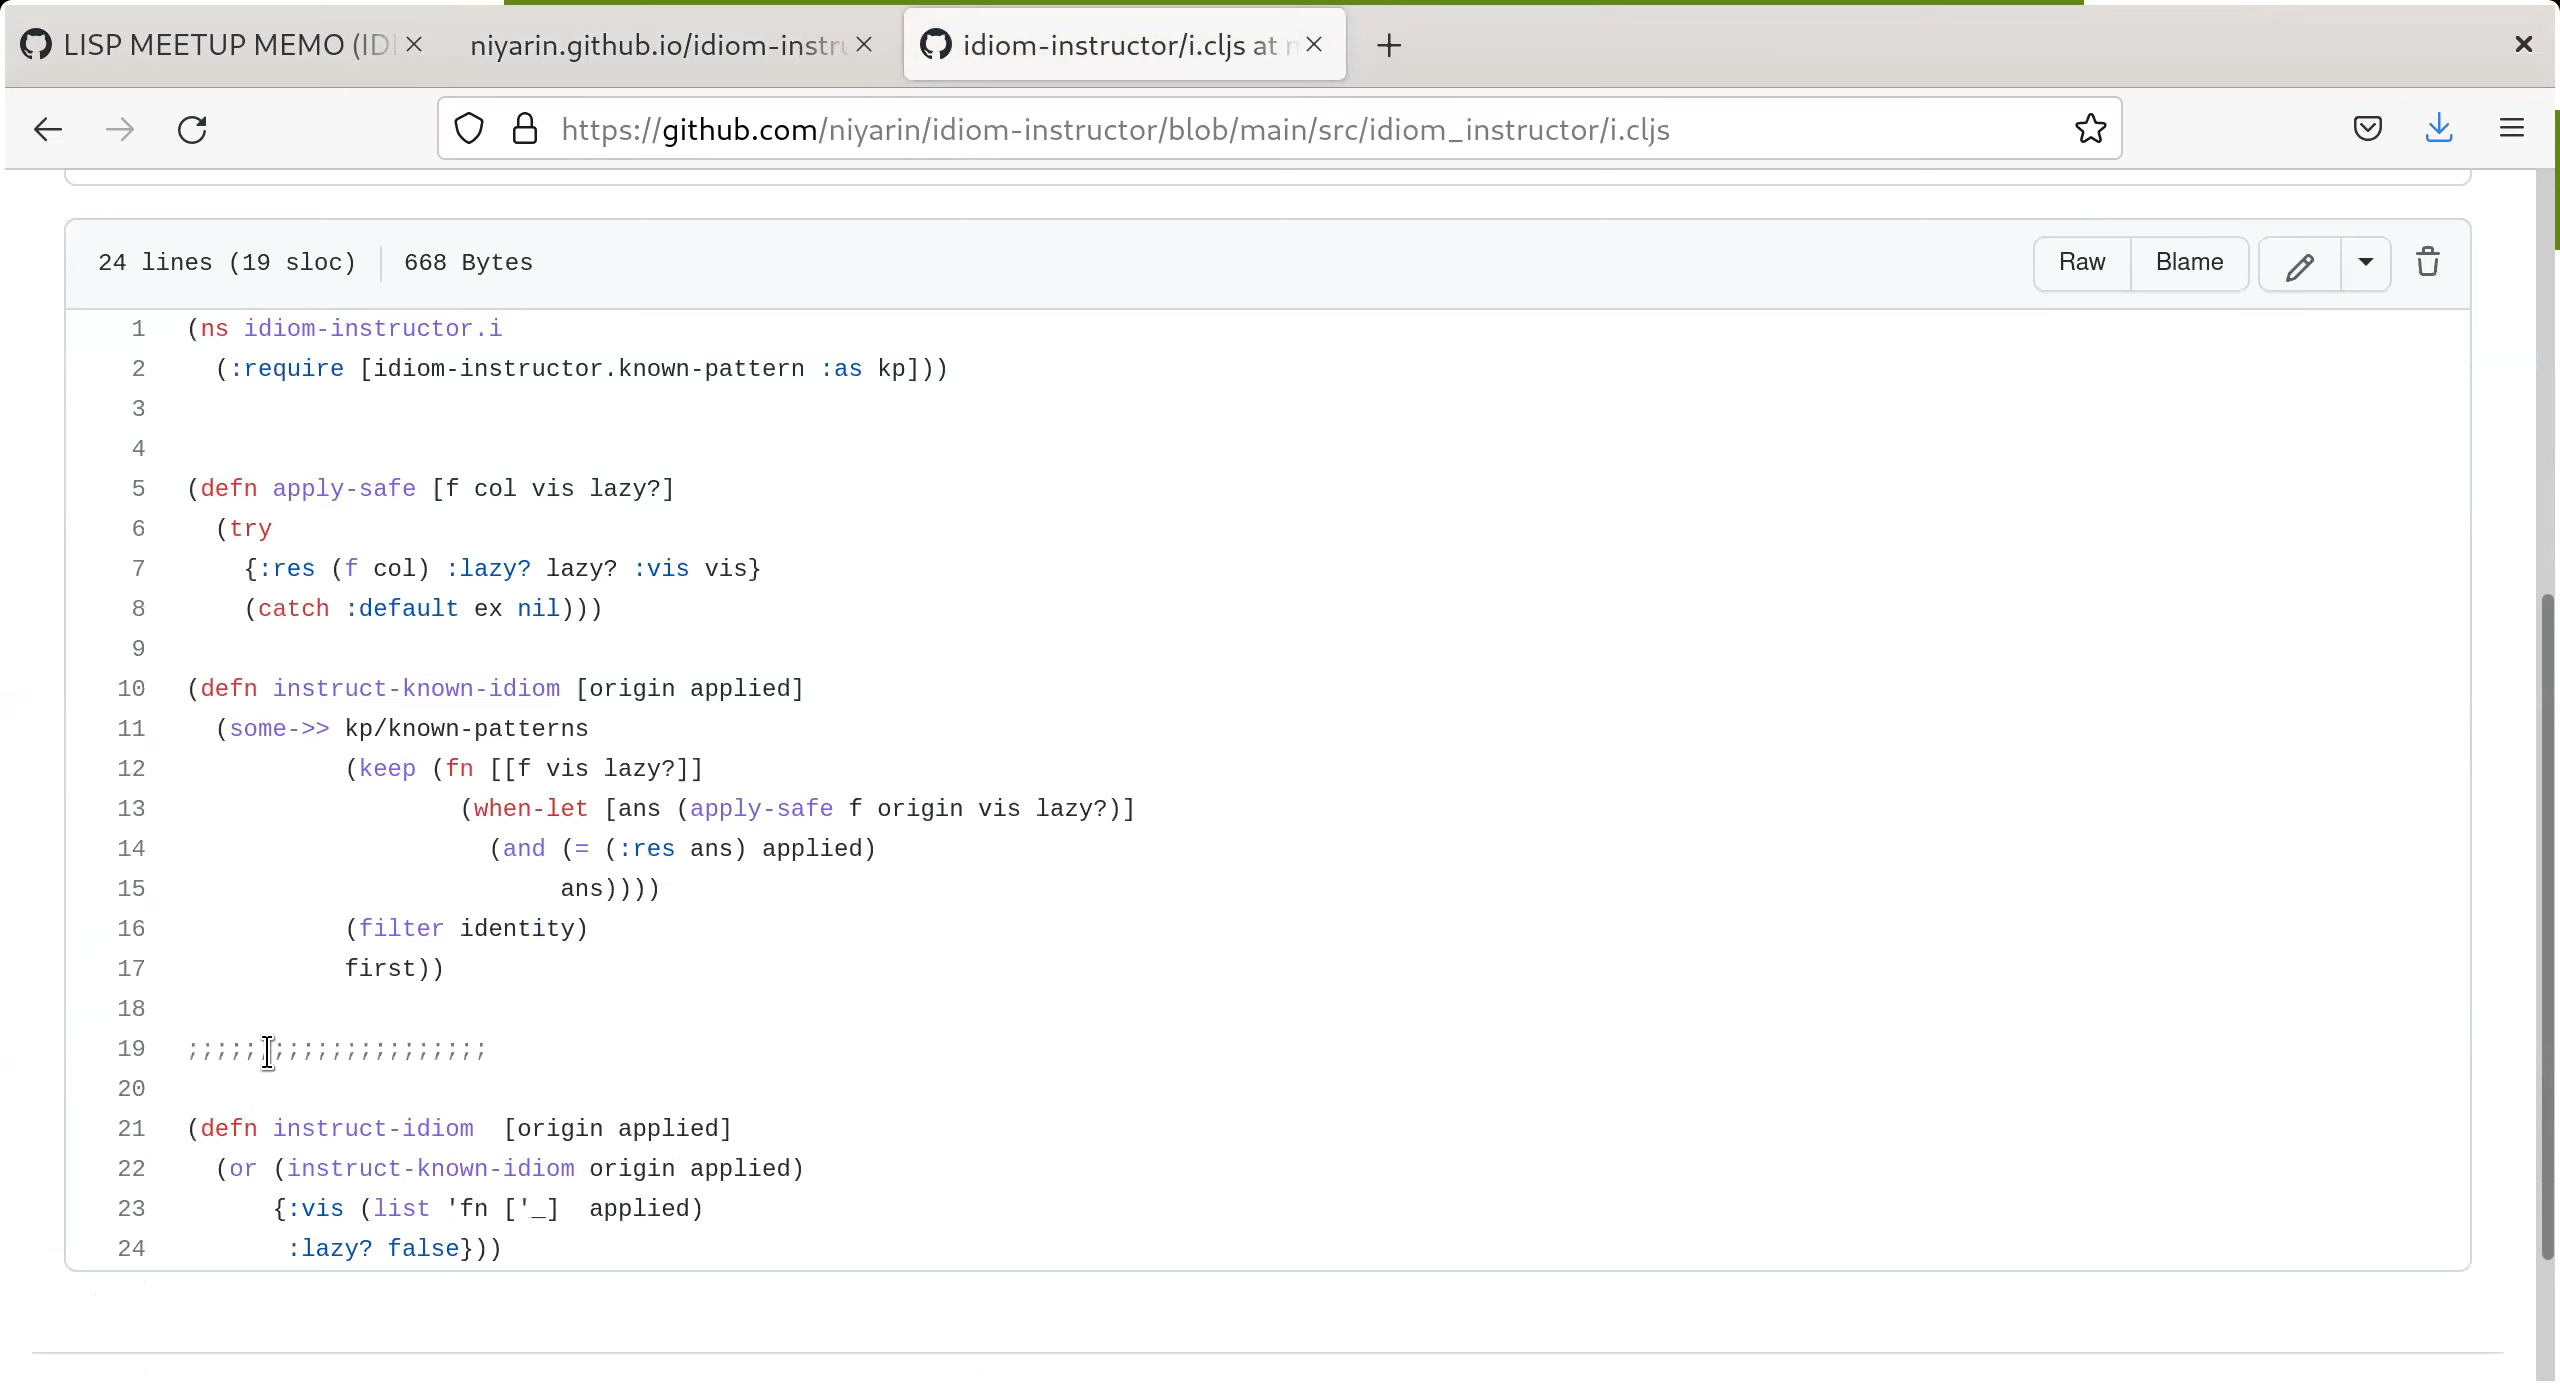 LISP MEETUP MEMO (ID
niyarin.github.io/idiom-instru
idiom-instructor/i.cljs at
https://github.com/niyarin/idiom-instructor/blob/main/src/idiom_instructor/i.cljs
24 lines (19 sloc) 668 Bytes
Raw Blame
1 (ns idiom-instructor.i
2   (:require [idiom-instructor.known-pattern :as kp]))
3
4
5 (defn apply-safe [f col vis lazy?]
6   (try
7     {:res (f col) :lazy? lazy? :vis vis}
8     (catch :default ex nil)))
9
10 (defn instruct-known-idiom [origin applied]
11   (some->> kp/known-patterns
12            (keep (fn [[f vis lazy?]]
13                    (when-let [ans (apply-safe f origin vis lazy?)]
14                      (and (= (:res ans) applied)
15                           ans))))
16            (filter identity)
17            first))
18
19 ;;;;;;;;;;;;;;;;;;;;;
20
21 (defn instruct-idiom  [origin applied]
22   (or (instruct-known-idiom origin applied)
23       {:vis (list 'fn ['_]  applied)
24        :lazy? false}))